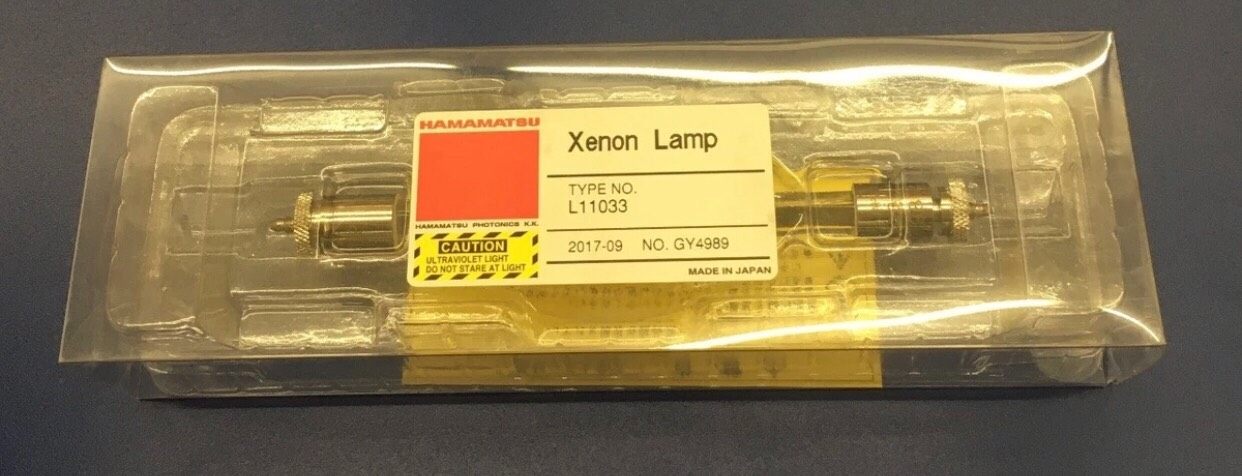 HAMAMATSU
HAMAMATSU PHOTONICS K.K.
CAUTION
ULTRAVIOLET LIGHT
DO NOT STARE AT LIGHT
Xenon Lamp
TYPE NO.
L11033
2017-09 NO. GY4989
MADE IN JAPAN